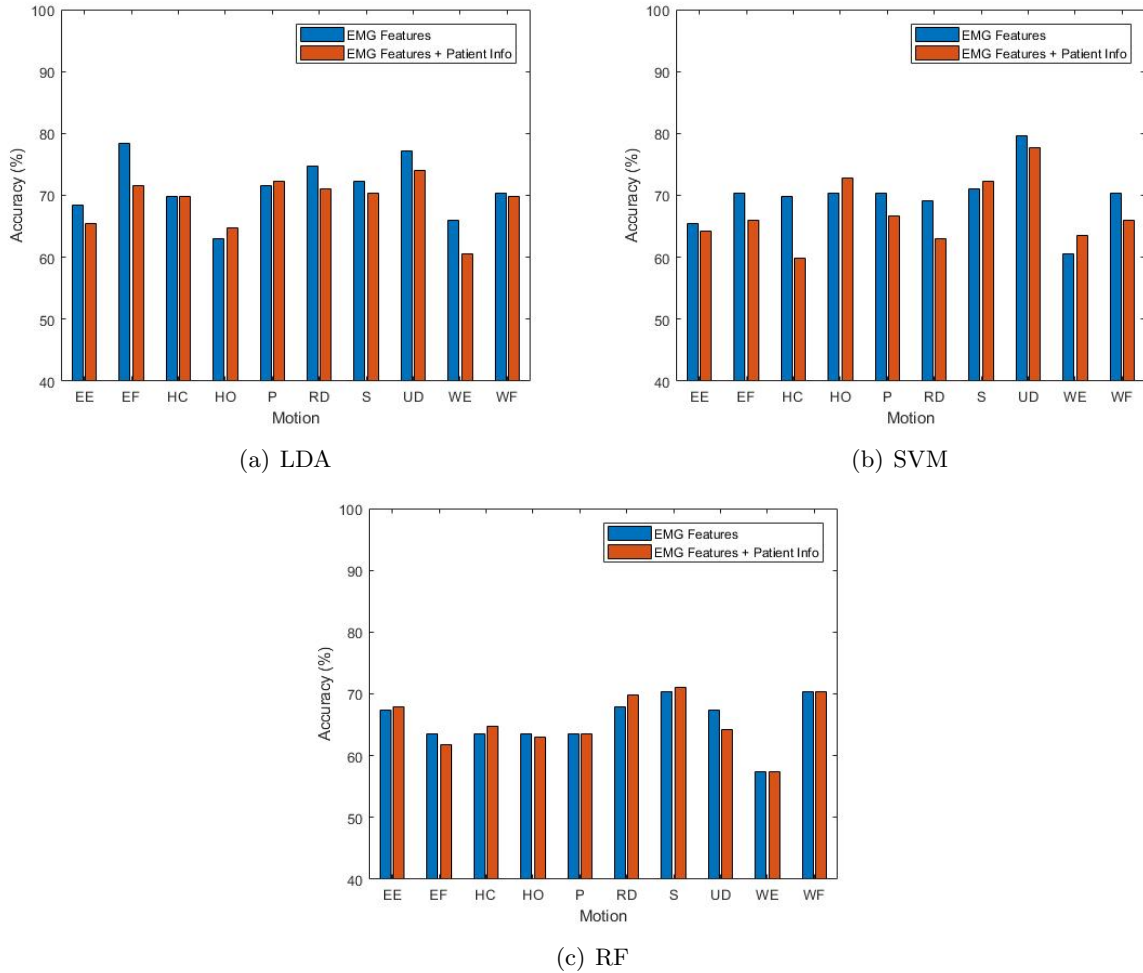 100
90
80
70
60
50
40
Accuracy (%)
EMG Features
EMG Features + Patient Info
EE EF HC HO P RD S UD WE WF
Motion
(a) LDA
100
90
80
70
60
50
40
Accuracy (%)
EMG Features
EMG Features + Patient Info
EE EF HC HO P RD S UD WE WF
Motion
(b) SVM
100
90
80
70
60
50
40
Accuracy (%)
EMG Features
EMG Features + Patient Info
EE EF HC HO P RD S UD WE WF
Motion
(c) RF